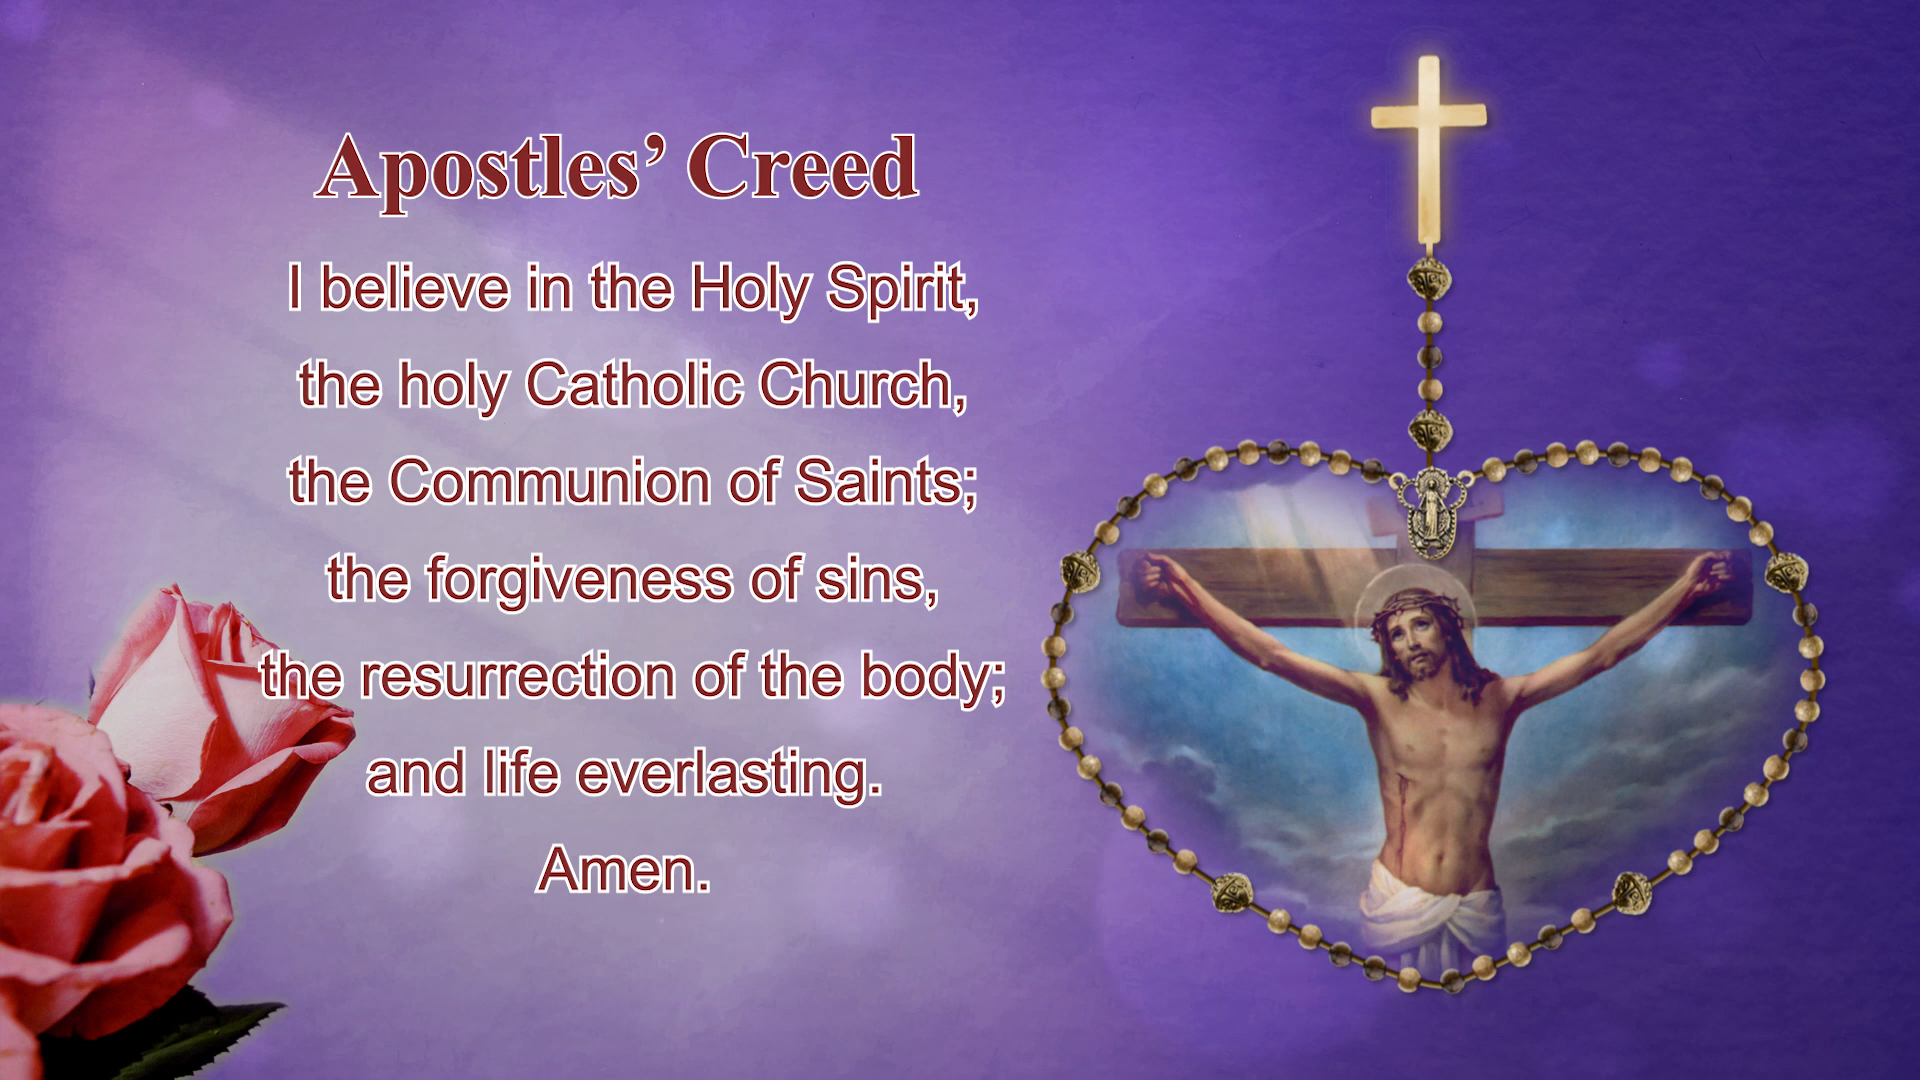 Apostles’ Creed
I believe in the Holy Spirit,
the holy Catholic Church,
the Communion of Saints;
the forgiveness of sins,
the resurrection of the body;
and life everlasting.
Amen.